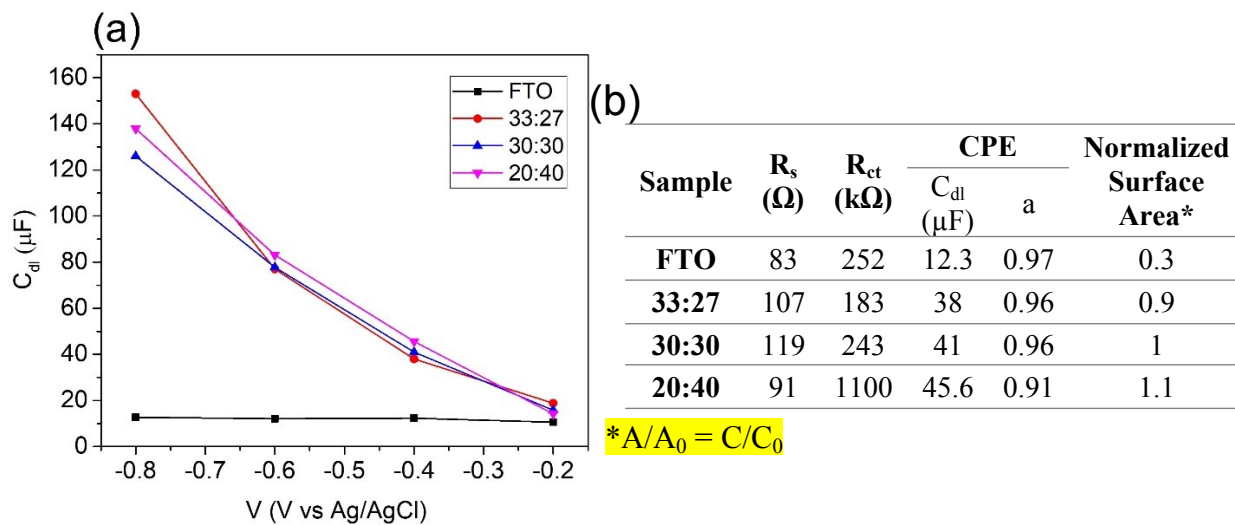 (a)
160
140
120
100
80
60
40
20
0
C_dl (μF)
-0.8 -0.7 -0.6 -0.5 -0.4 -0.3 -0.2
V (V vs Ag/AgCl)
FTO
33:27
30:30
20:40
(b)
Sample R_s (Ω) R_ct (kΩ) CPE C_dl (µF) a Normalized Surface Area*
FTO 83 252 12.3 0.97 0.3
33:27 107 183 38 0.96 0.9
30:30 119 243 41 0.96 1
20:40 91 1100 45.6 0.91 1.1
*A/A₀ = C/C₀